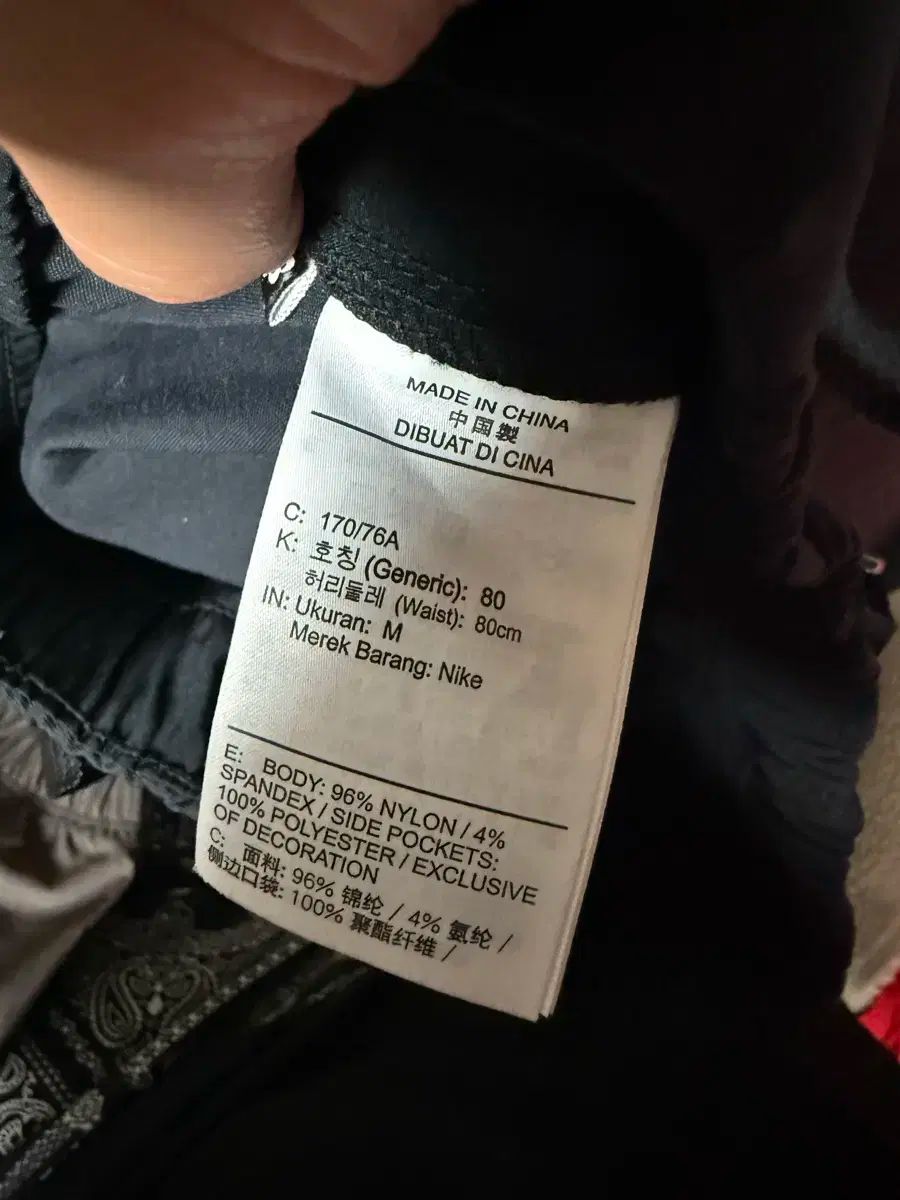 MADE IN CHINA
中国製
DIBUAT DI CINA
C: 170/76A
K: 호칭 (Generic): 80
허리둘레 (Waist): 80cm
IN: Ukuran: M
Merek Barang: Nike
E: BODY: 96% NYLON / 4%
SPANDEX / SIDE POCKETS:
100% POLYESTER / EXCLUSIVE
OF DECORATION
C: 面料: 96% 锦纶 / 4% 氨纶 /
侧边口袋: 100% 聚酯纤维 /